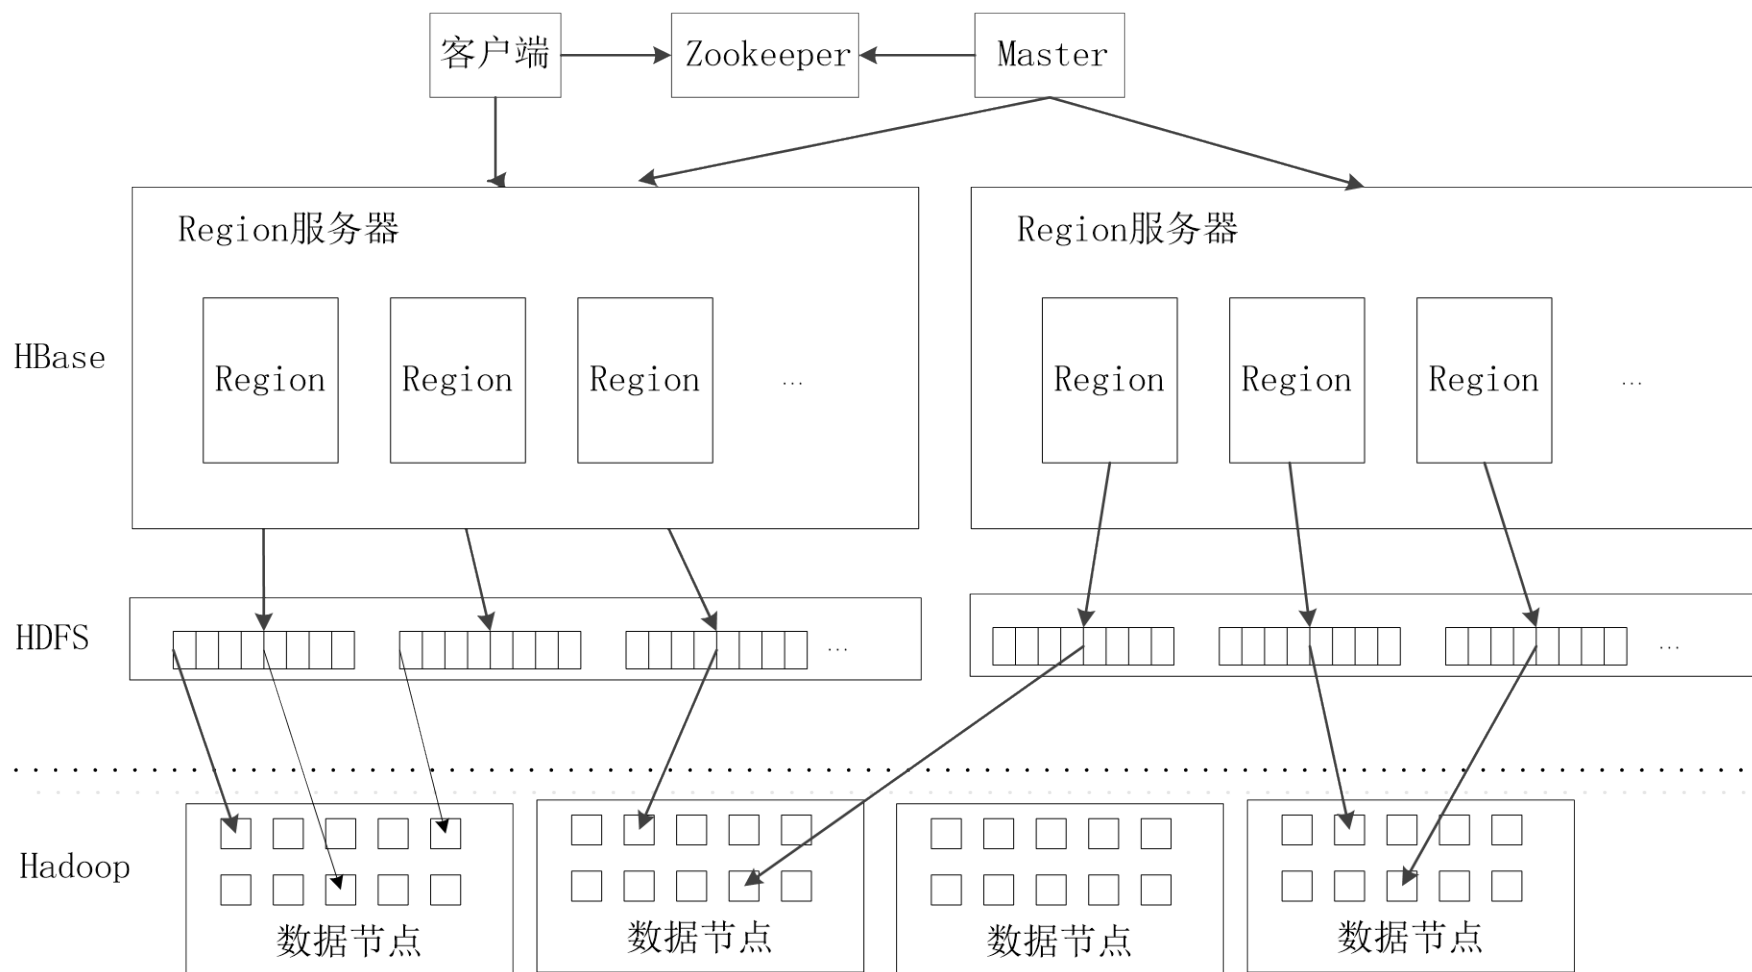 客户端
Zookeeper
Master
Region服务器
Region服务器
HBase
Region
Region
Region
...
Region
Region
Region
...
HDFS
...
...
Hadoop
数据节点
数据节点
数据节点
数据节点